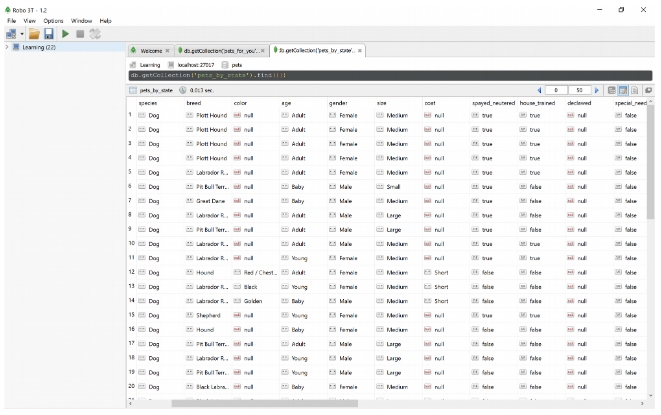 Robo 3T - 1.2
File View Options Window Help
Learning (22)
Welcome db.getCollection('pets_for_you'.. db.getCollection('pets_by_state'..
Learning localhost:27017 pets
db.getCollection('pets_by_state').find({})
pets_by_state 0.013 sec. 0 50
species breed color age gender size cost spayed_neutered house_trained declawed special_need
1 Dog Plott Hound null Adult Female Medium null true true null false
2 Dog Plott Hound null Adult Female Medium null true true null false
3 Dog Plott Hound null Adult Female Medium null true true null false
4 Dog Plott Hound null Adult Female Medium null true true null false
5 Dog Labrador R... null Adult Female Medium null true true null false
6 Dog Pit Bull Terr... null Baby Male Small null true false null false
7 Dog Great Dane null Baby Male Medium null true false null false
8 Dog Labrador R... null Adult Male Large null true false null false
9 Dog Pit Bull Terr... null Adult Male Large null true true null false
10 Dog Labrador R... null Adult Male Medium null true true null false
11 Dog Labrador R... null Young Female Medium null true false null false
12 Dog Hound Red / Chest... Adult Female Medium Short false false null false
13 Dog Labrador R... Black Young Female Medium Short false false null false
14 Dog Labrador R... Golden Baby Male Medium Short false false null false
15 Dog Shepherd null Young Male Medium null true true null false
16 Dog Hound null Baby Female Medium null false false null false
17 Dog Pit Bull Terr... null Adult Male Large null false false null false
18 Dog Labrador R... null Young Male Large null false false null false
19 Dog Pit Bull Terr... null Young Male Large null false false null false
20 Dog Black Labra... null Baby Female Medium null false false null false